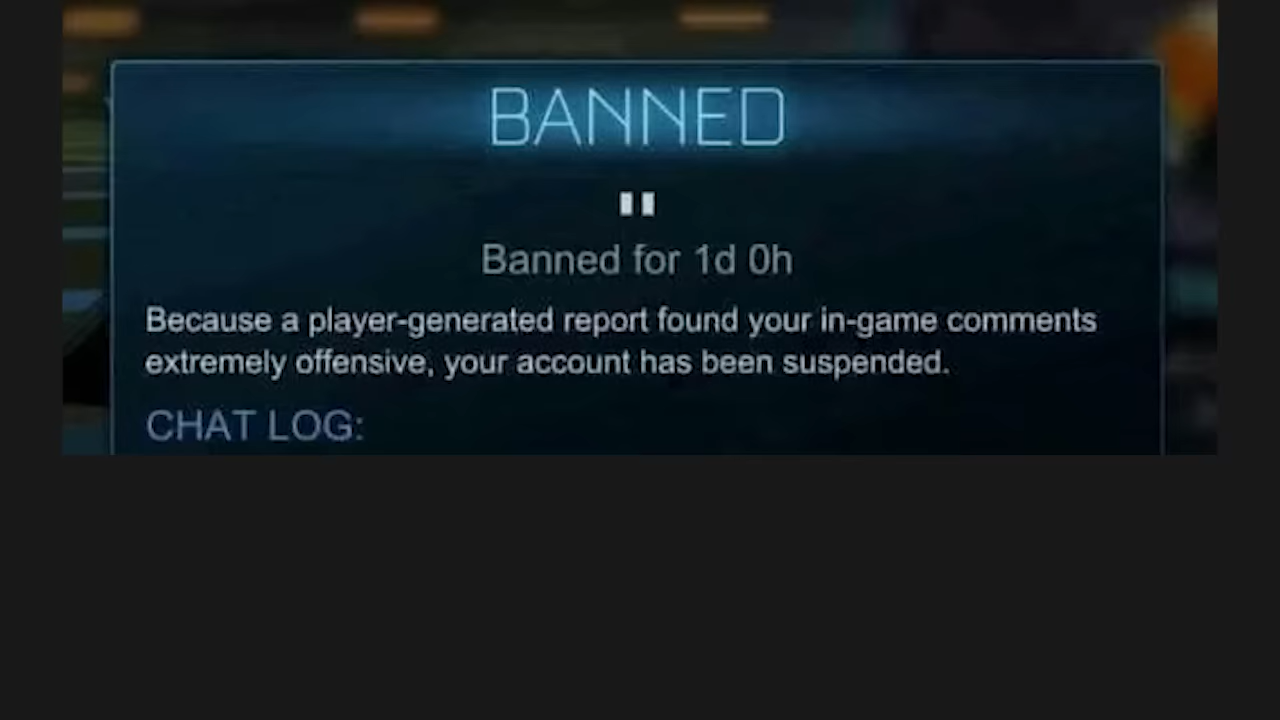 BANNED
"
Banned for 1d 0h
Because a player-generated report found your in-game comments
extremely offensive, your account has been suspended.
CHAT LOG: